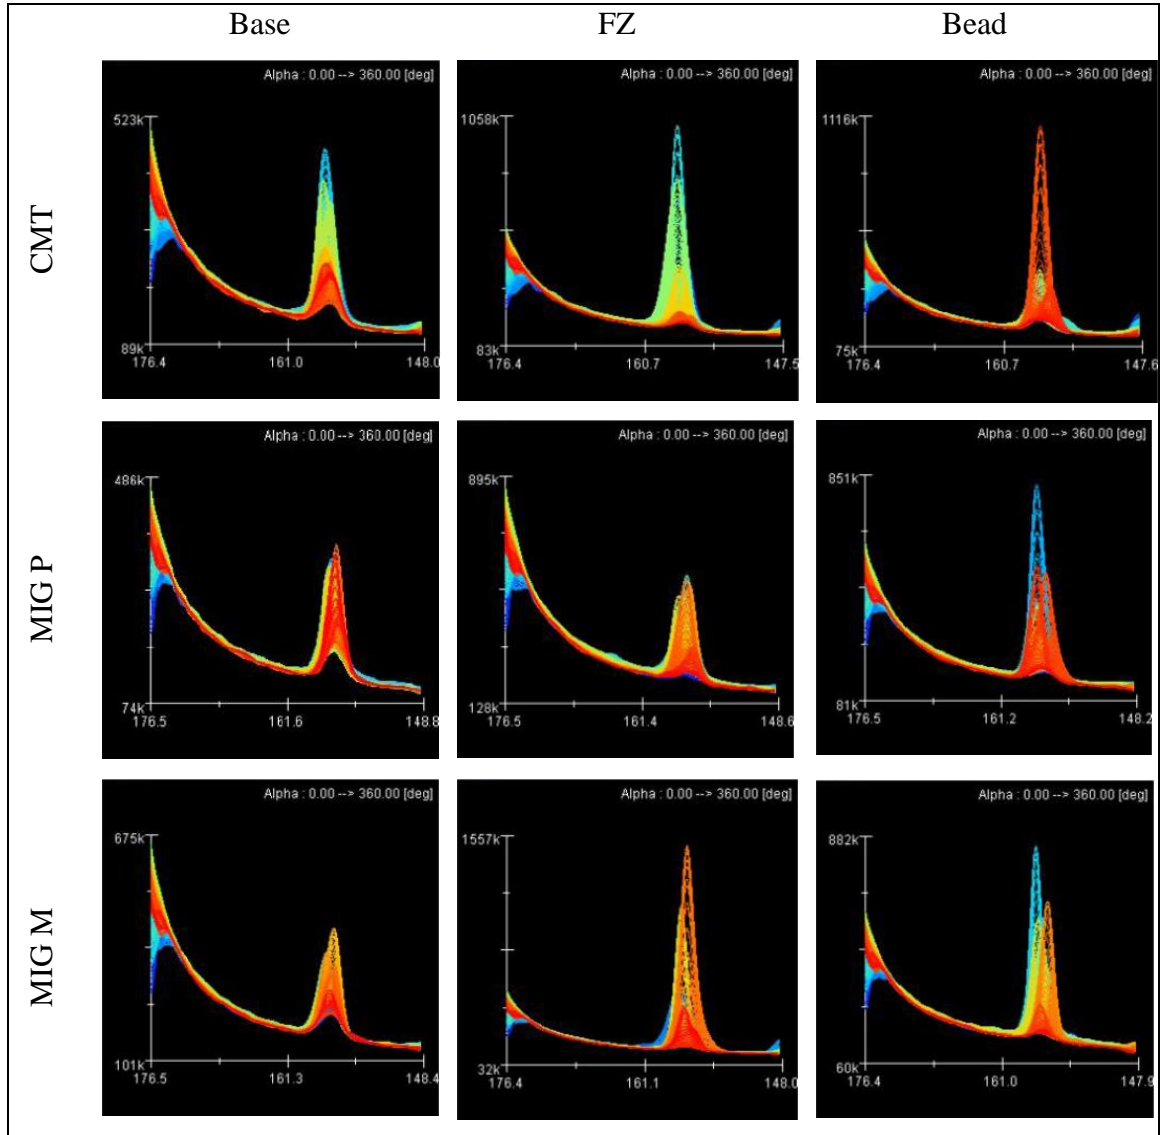 Base FZ Bead
CMT
Alpha : 0.00 --> 360.00 [deg]
523k
89k
176.4 161.0 148.0
Alpha : 0.00 --> 360.00 [deg]
1058k
83k
176.4 160.7 147.5
Alpha : 0.00 --> 360.00 [deg]
1116k
75k
176.4 160.7 147.6
MIG P
Alpha : 0.00 --> 360.00 [deg]
486k
74k
176.5 161.6 148.8
Alpha : 0.00 --> 360.00 [deg]
895k
128k
176.5 161.4 148.6
Alpha : 0.00 --> 360.00 [deg]
851k
81k
176.5 161.2 148.2
MIG M
Alpha : 0.00 --> 360.00 [deg]
675k
101k
176.5 161.3 148.4
Alpha : 0.00 --> 360.00 [deg]
1557k
32k
176.4 161.1 148.0
Alpha : 0.00 --> 360.00 [deg]
882k
60k
176.4 161.0 147.9